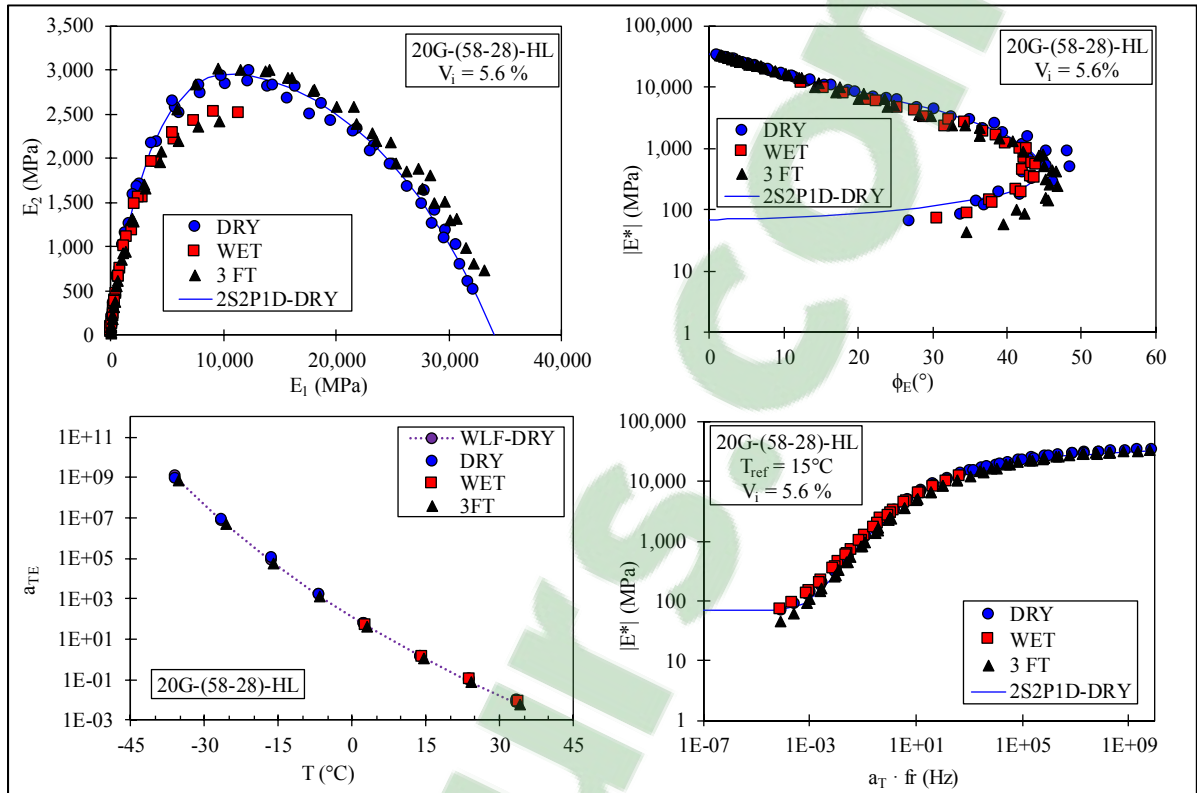 3,500
3,000
2,500
2,000
1,500
1,000
500
0
E2 (MPa)
20G-(58-28)-HL
Vi = 5.6 %
DRY
WET
3 FT
2S2P1D-DRY
0 10,000 20,000 30,000 40,000
E1 (MPa)
100,000
10,000
1,000
100
10
1
|E*| (MPa)
20G-(58-28)-HL
Vi = 5.6%
DRY
WET
3 FT
2S2P1D-DRY
0 10 20 30 40 50 60
ϕE(°)
1E+11
1E+09
1E+07
1E+05
1E+03
1E+01
1E-01
1E-03
aTE
WLF-DRY
DRY
WET
3FT
20G-(58-28)-HL
-45 -30 -15 0 15 30 45
T (°C)
100,000
10,000
1,000
100
10
1
|E*| (MPa)
20G-(58-28)-HL
Tref = 15°C
Vi = 5.6 %
DRY
WET
3 FT
2S2P1D-DRY
1E-07 1E-03 1E+01 1E+05 1E+09
aT · fr (Hz)
urs.com